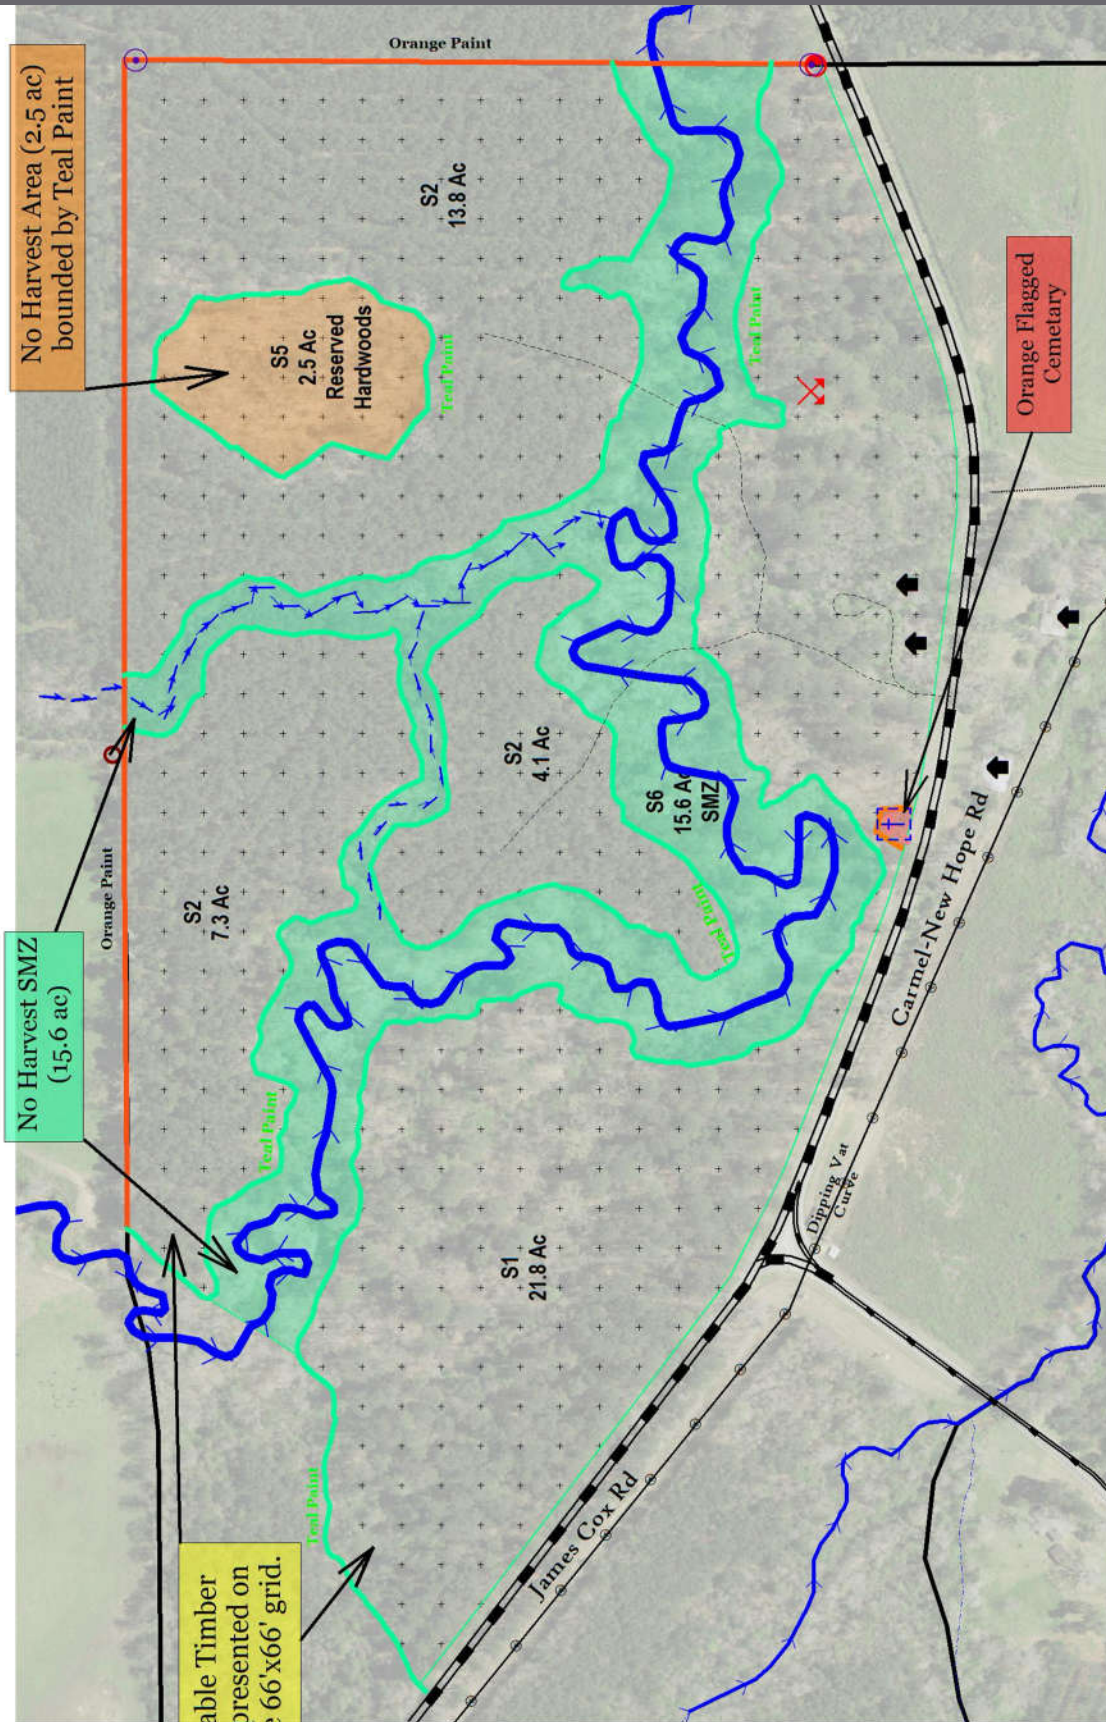 Orange Paint
No Harvest Area (2.5 ac)
bounded by Teal Paint
S2
13.8 Ac
S5
2.5 Ac
Reserved
Hardwoods
Teal Paint
Teal Paint
Orange Flagged
Cemetary
S2
4.1 Ac
S6
15.6 Ac
SMZ
Orange Paint
S2
7.3 Ac
Teal Paint
Carmel-New Hope Rd
No Harvest SMZ
(15.6 ac)
Teal Paint
Dipping Vat
Curve
S1
21.8 Ac
Teal Paint
James Cox Rd
able Timber
presented on
66'x66' grid.